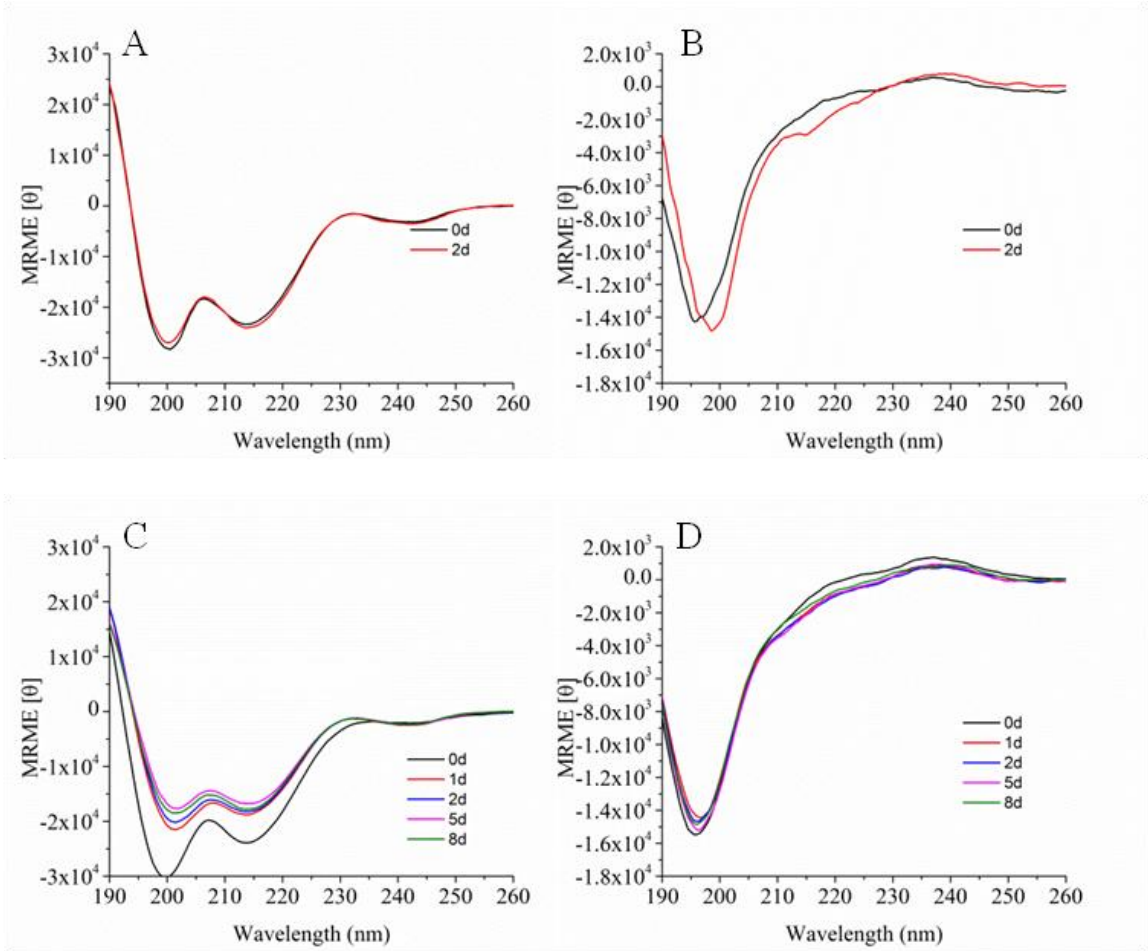 A
MRME [θ]
3x10⁴
2x10⁴
1x10⁴
0
-1x10⁴
-2x10⁴
-3x10⁴
0d
2d
190 200 210 220 230 240 250 260
Wavelength (nm)
B
MRME [θ]
2.0x10³
0.0
-2.0x10³
-4.0x10³
-6.0x10³
-8.0x10³
-1.0x10⁴
-1.2x10⁴
-1.4x10⁴
-1.6x10⁴
-1.8x10⁴
0d
2d
190 200 210 220 230 240 250 260
Wavelength (nm)
C
MRME [θ]
3x10⁴
2x10⁴
1x10⁴
0
-1x10⁴
-2x10⁴
-3x10⁴
0d
1d
2d
5d
8d
190 200 210 220 230 240 250 260
Wavelength (nm)
D
MRME [θ]
2.0x10³
0.0
-2.0x10³
-4.0x10³
-6.0x10³
-8.0x10³
-1.0x10⁴
-1.2x10⁴
-1.4x10⁴
-1.6x10⁴
-1.8x10⁴
0d
1d
2d
5d
8d
190 200 210 220 230 240 250 260
Wavelength (nm)